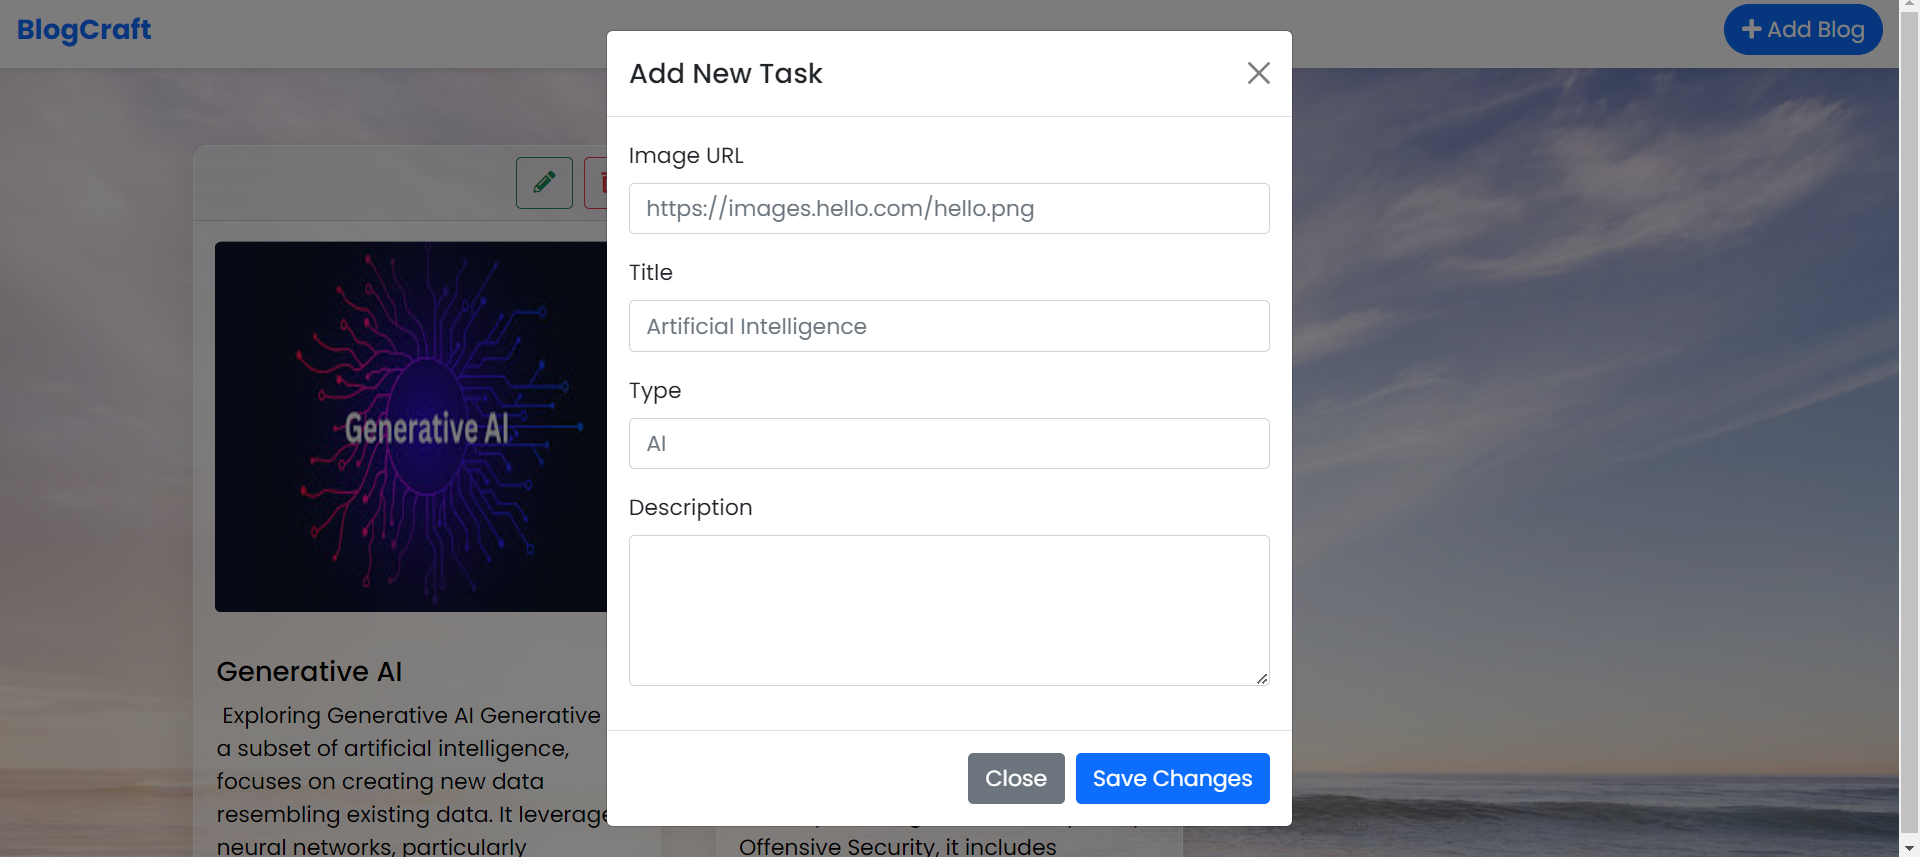 BlogCraft
Add Blog
Add New Task
Image URL
https://images.hello.com/hello.png
Title
Artificial Intelligence
Type
AI
Description
Close
Save Changes
Generative AI
Generative AI
Exploring Generative AI Generative
a subset of artificial intelligence,
focuses on creating new data
resembling existing data. It leverage
neural networks, particularly
Offensive Security, it includes